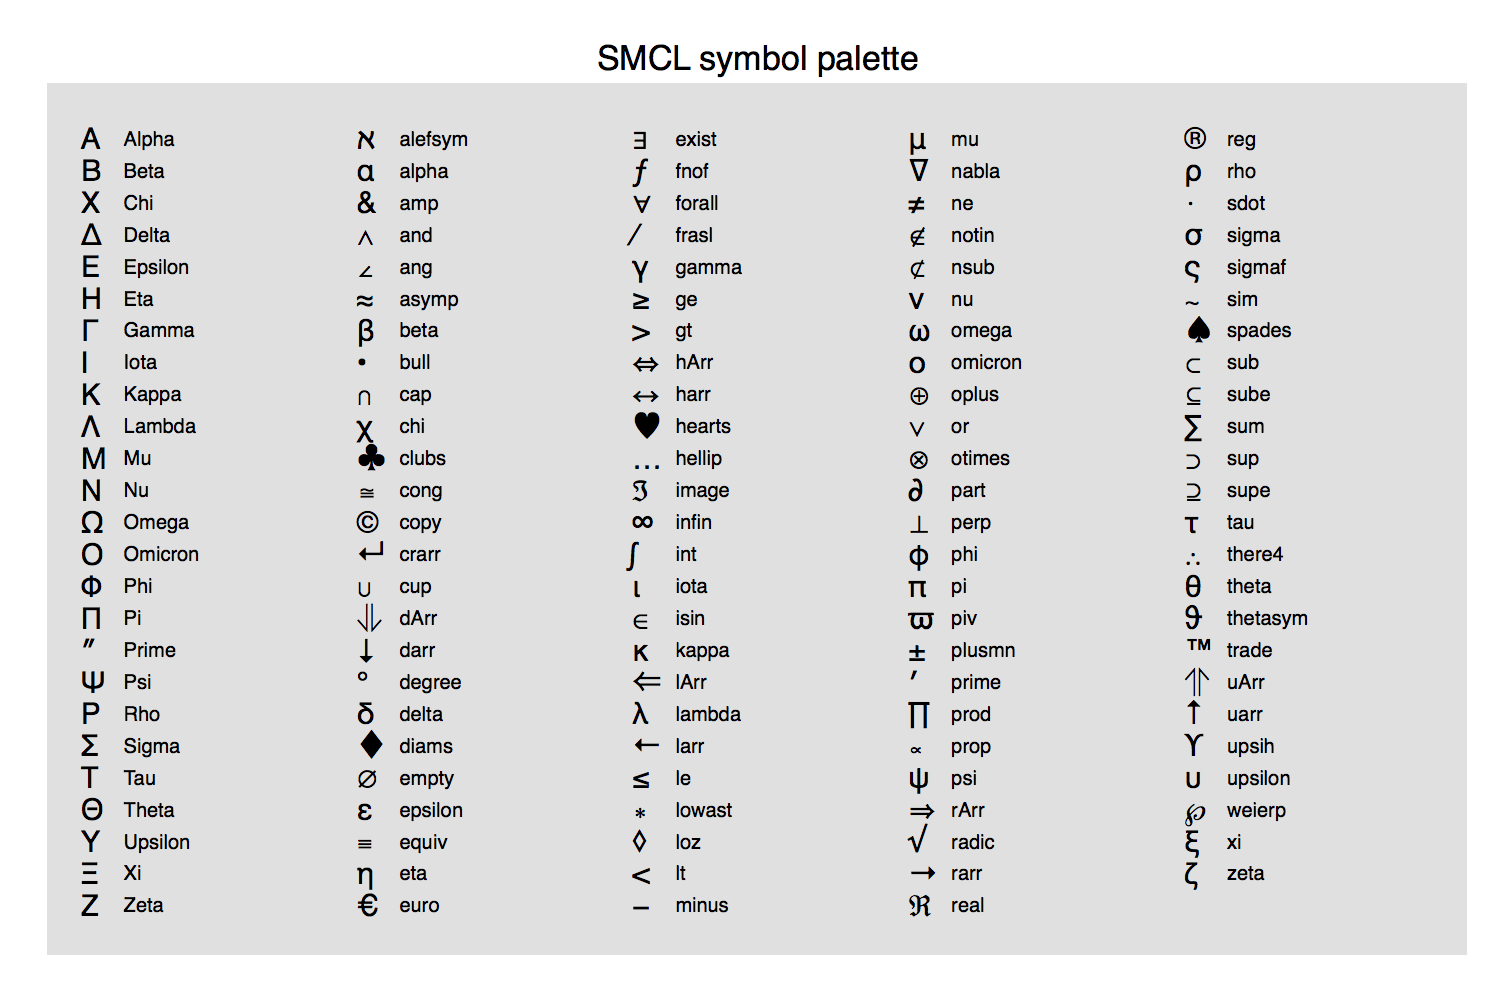 SMCL symbol palette
Α Alpha ℵ alefsym ∃ exist μ mu ® reg
Β Beta α alpha ƒ fnof ∇ nabla ρ rho
Χ Chi & amp ∀ forall ≠ ne ⋅ sdot
Δ Delta ∧ and ⁄ frasl ∉ notin σ sigma
Ε Epsilon ∠ ang γ gamma ⊄ nsub ς sigmaf
Η Eta ≈ asymp ≥ ge ν nu ∼ sim
Γ Gamma β beta > gt ω omega ♠ spades
Ι Iota • bull ⇔ hArr ο omicron ⊂ sub
Κ Kappa ∩ cap ↔ harr ⊕ oplus ⊆ sube
Λ Lambda χ chi ♥ hearts ∨ or ∑ sum
Μ Mu ♣ clubs … hellip ⊗ otimes ⊃ sup
Ν Nu ≅ cong ℑ image ∂ part ⊇ supe
Ω Omega © copy ∞ infin ⊥ perp τ tau
Ο Omicron ↵ crarr ∫ int ϕ phi ∴ there4
Φ Phi ∪ cup ι iota π pi θ theta
Π Pi ⇓ dArr ∈ isin ϖ piv ϑ thetasym
″ Prime ↓ darr κ kappa ± plusmn ™ trade
Ψ Psi ° degree ⇐ lArr ′ prime ⇑ uArr
Ρ Rho δ delta λ lambda ∏ prod ↑ uarr
Σ Sigma ♦ diams ← larr ∝ prop ϒ upsih
Τ Tau ∅ empty ≤ le ψ psi υ upsilon
Θ Theta ε epsilon ∗ lowast ⇒ rArr ℘ weierp
Υ Upsilon ≡ equiv ◊ loz √ radic ξ xi
Ξ Xi η eta < lt → rarr ζ zeta
Ζ Zeta € euro − minus ℜ real